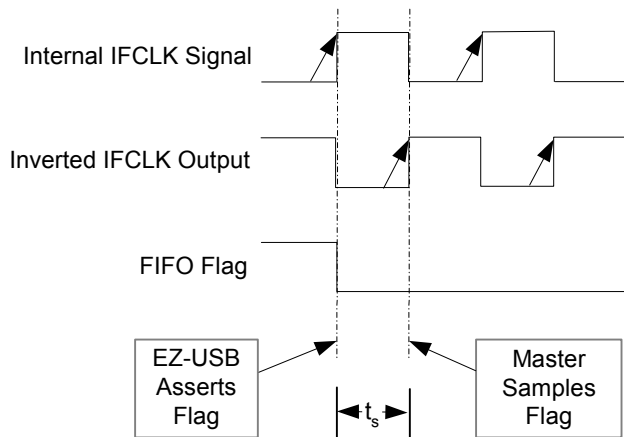 Internal IFCLK Signal
Inverted IFCLK Output
FIFO Flag
EZ-USB
Asserts
Flag
Master
Samples
Flag
ts